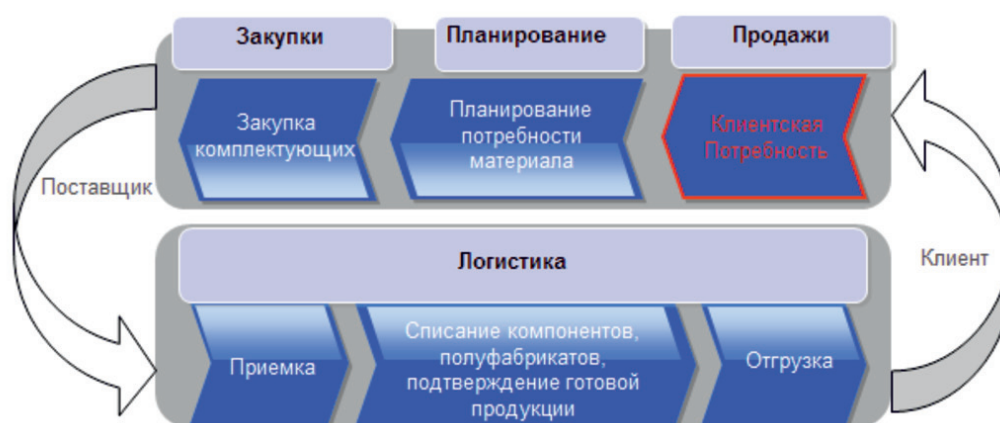 Закупки
Планирование
Продажи
Закупка
комплектующих
Планирование
потребности
материала
Клиентская
Потребность
Поставщик
Клиент
Логистика
Приемка
Списание компонентов,
полуфабрикатов,
подтверждение готовой
продукции
Отгрузка